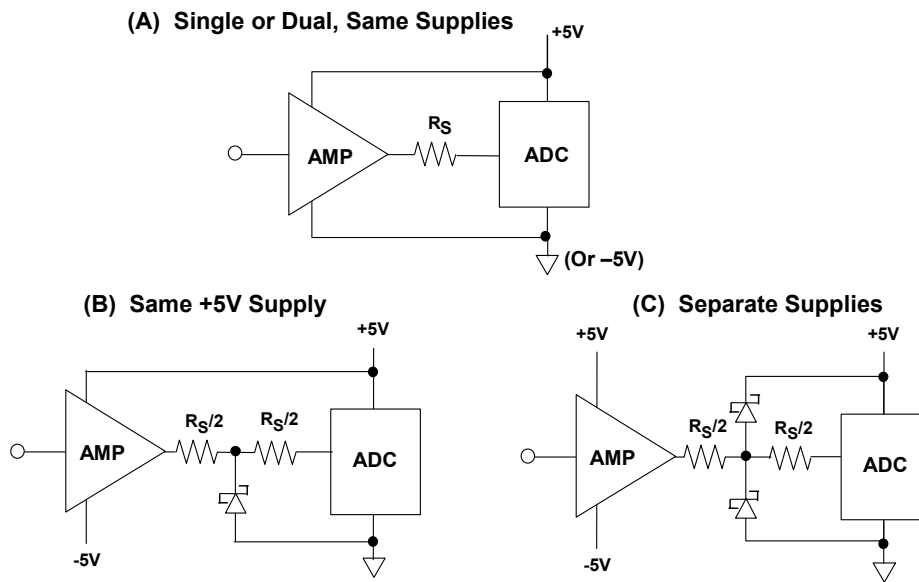 (A) Single or Dual, Same Supplies
+5V
AMP
RS
ADC
(Or –5V)
(B) Same +5V Supply
+5V
AMP
RS/2
RS/2
ADC
-5V
(C) Separate Supplies
+5V
+5V
AMP
RS/2
RS/2
ADC
-5V